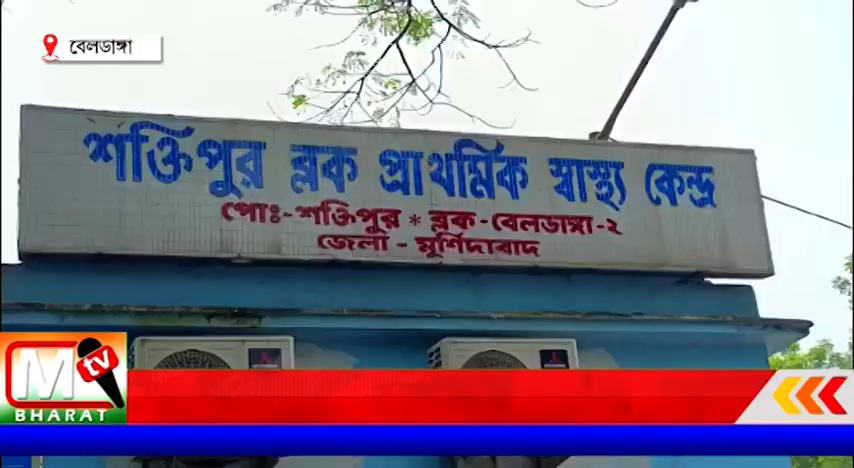 বেলডাঙ্গা
শক্তিপুর ব্লক প্রাথমিক স্বাস্থ্য কেন্দ্র
পোঃ-শক্তিপুর * ব্লক-বেলডাঙ্গা-২
জেলা - মুর্শিদাবাদ
M tv
BHARAT